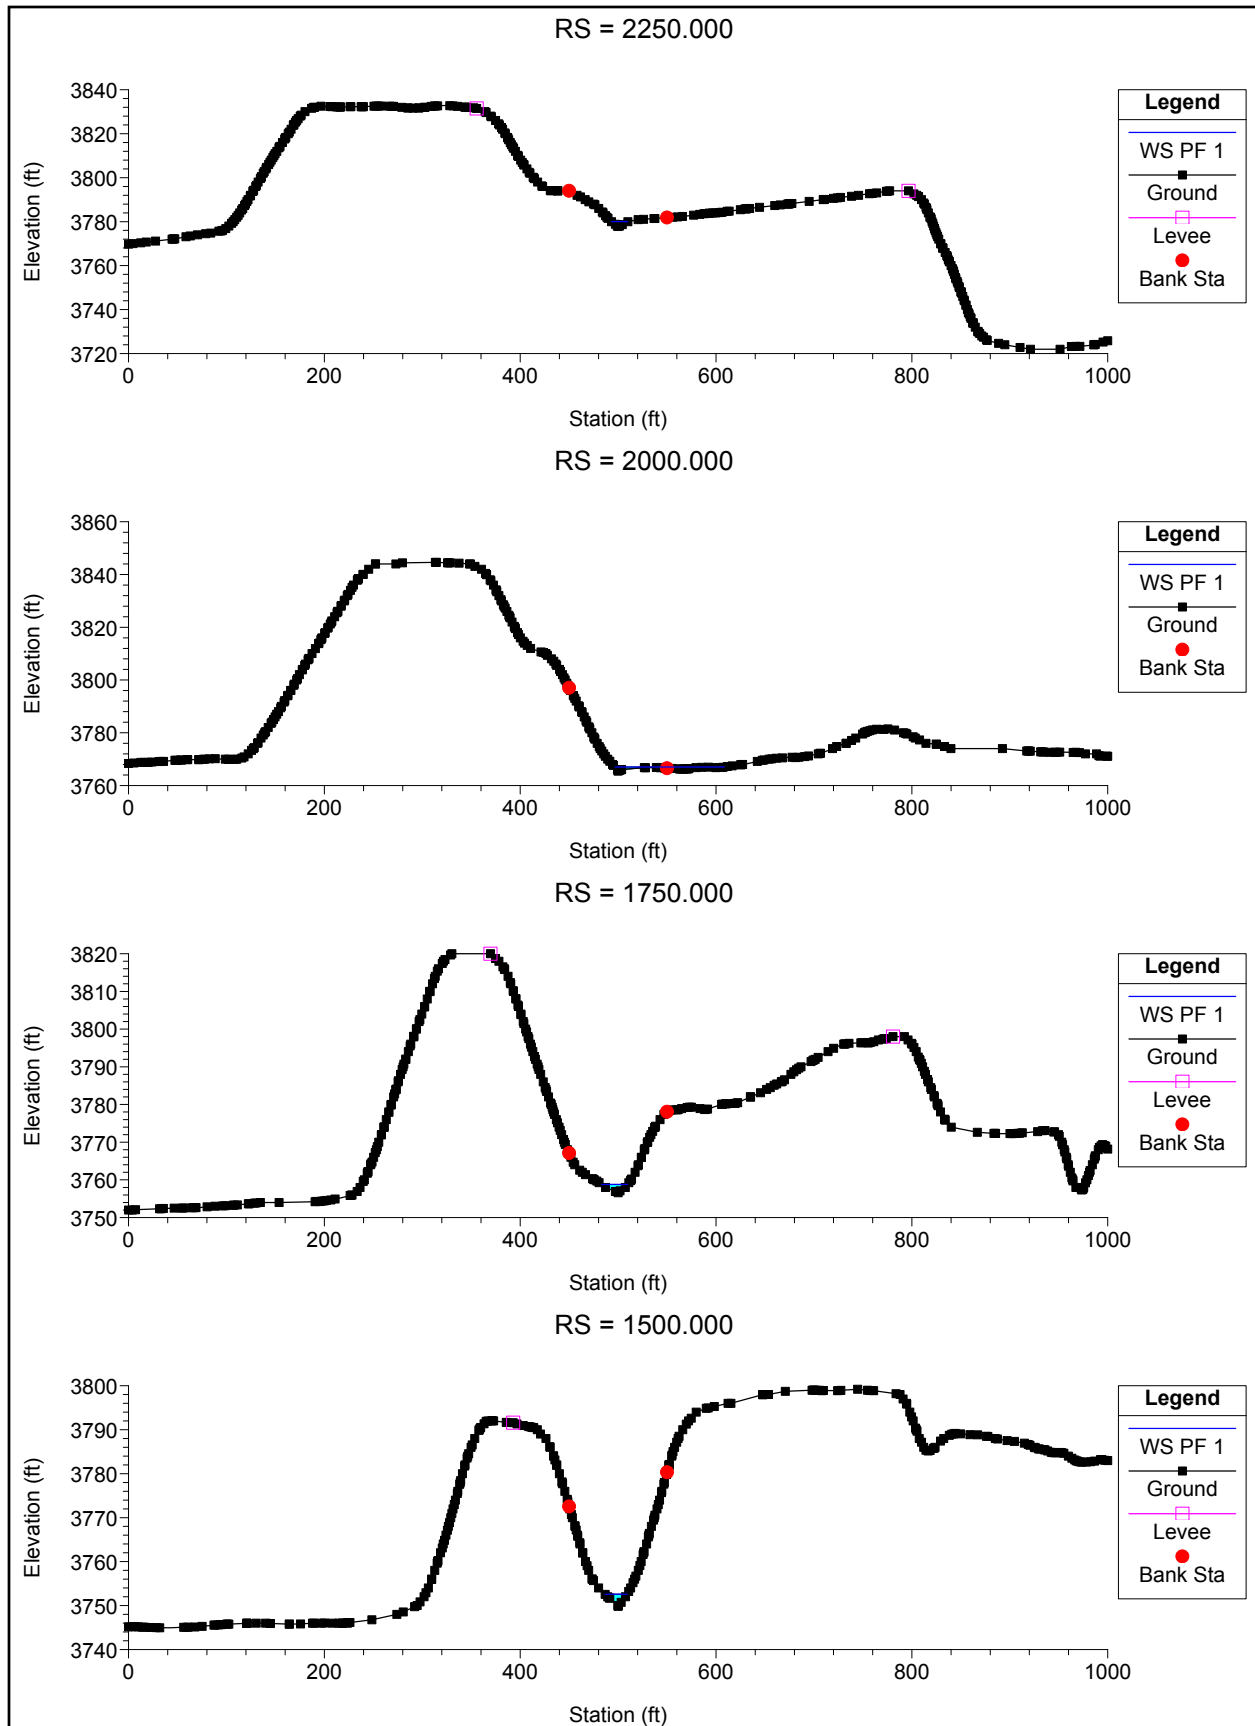 RS = 2250.000
3840
3820
3800
3780
3760
3740
3720
Elevation (ft)
0 200 400 600 800 1000
Station (ft)
Legend
WS PF 1
Ground
Levee
Bank Sta
RS = 2000.000
3860
3840
3820
3800
3780
3760
Elevation (ft)
0 200 400 600 800 1000
Station (ft)
Legend
WS PF 1
Ground
Bank Sta
RS = 1750.000
3820
3810
3800
3790
3780
3770
3760
3750
Elevation (ft)
0 200 400 600 800 1000
Station (ft)
Legend
WS PF 1
Ground
Levee
Bank Sta
RS = 1500.000
3800
3790
3780
3770
3760
3750
3740
Elevation (ft)
0 200 400 600 800 1000
Station (ft)
Legend
WS PF 1
Ground
Levee
Bank Sta